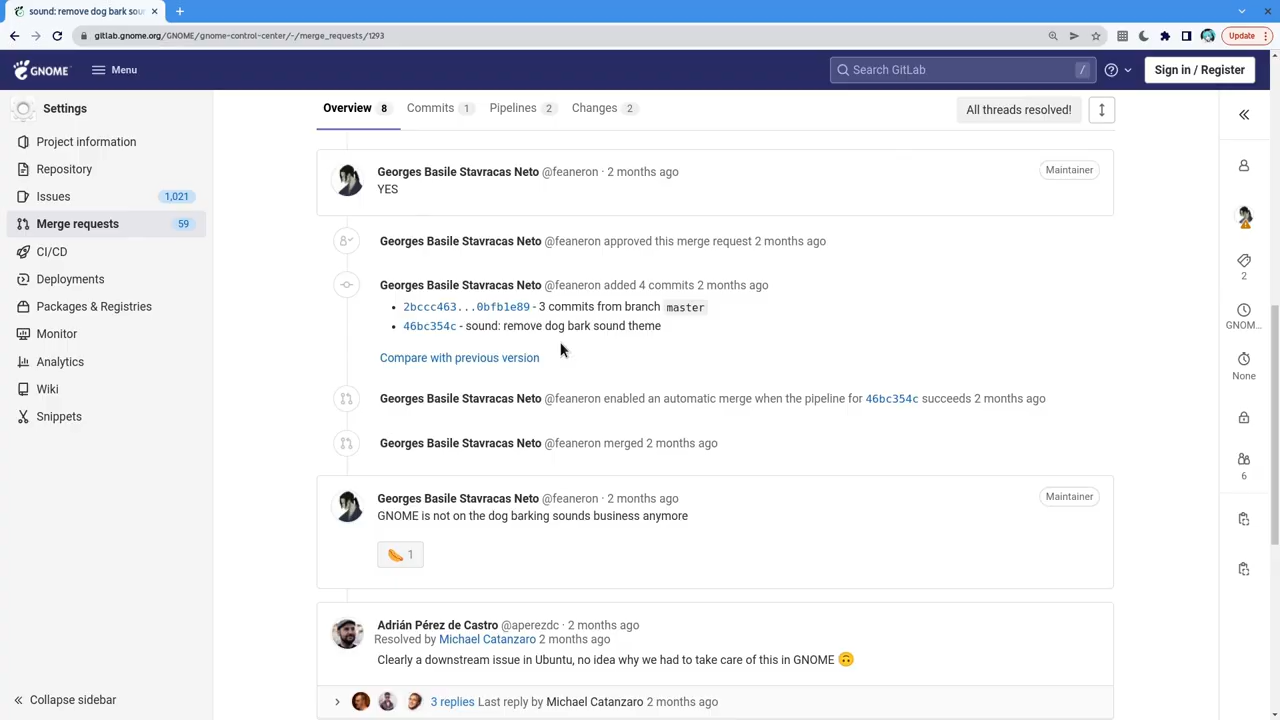 sound: remove dog bark sou
gitlab.gnome.org/GNOME/gnome-control-center/-/merge_requests/1293
Update
GNOME
Menu
Search GitLab
/
Sign in / Register
Settings
Project information
Repository
Issues 1,021
Merge requests 59
CI/CD
Deployments
Packages & Registries
Monitor
Analytics
Wiki
Snippets
Collapse sidebar
Overview 8
Commits 1
Pipelines 2
Changes 2
All threads resolved!
Georges Basile Stavracas Neto @feaneron · 2 months ago
Maintainer
YES
Georges Basile Stavracas Neto @feaneron approved this merge request 2 months ago
Georges Basile Stavracas Neto @feaneron added 4 commits 2 months ago
2bccc463...0bfb1e89 - 3 commits from branch master
46bc354c - sound: remove dog bark sound theme
Compare with previous version
Georges Basile Stavracas Neto @feaneron enabled an automatic merge when the pipeline for 46bc354c succeeds 2 months ago
Georges Basile Stavracas Neto @feaneron merged 2 months ago
Georges Basile Stavracas Neto @feaneron · 2 months ago
Maintainer
GNOME is not on the dog barking sounds business anymore
1
Adrián Pérez de Castro @aperezdc · 2 months ago
Resolved by Michael Catanzaro 2 months ago
Clearly a downstream issue in Ubuntu, no idea why we had to take care of this in GNOME 🙃
3 replies Last reply by Michael Catanzaro 2 months ago
2
GNOM...
None
6